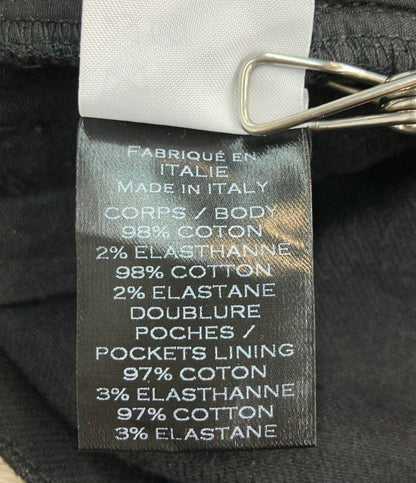 FABRIQUÉ EN
ITALIE
MADE IN ITALY
CORPS / BODY
98% COTON
2% ELASTHANNE
98% COTTON
2% ELASTANE
DOUBLURE
POCHES /
POCKETS LINING
97% COTON
3% ELASTHANNE
97% COTTON
3% ELASTANE